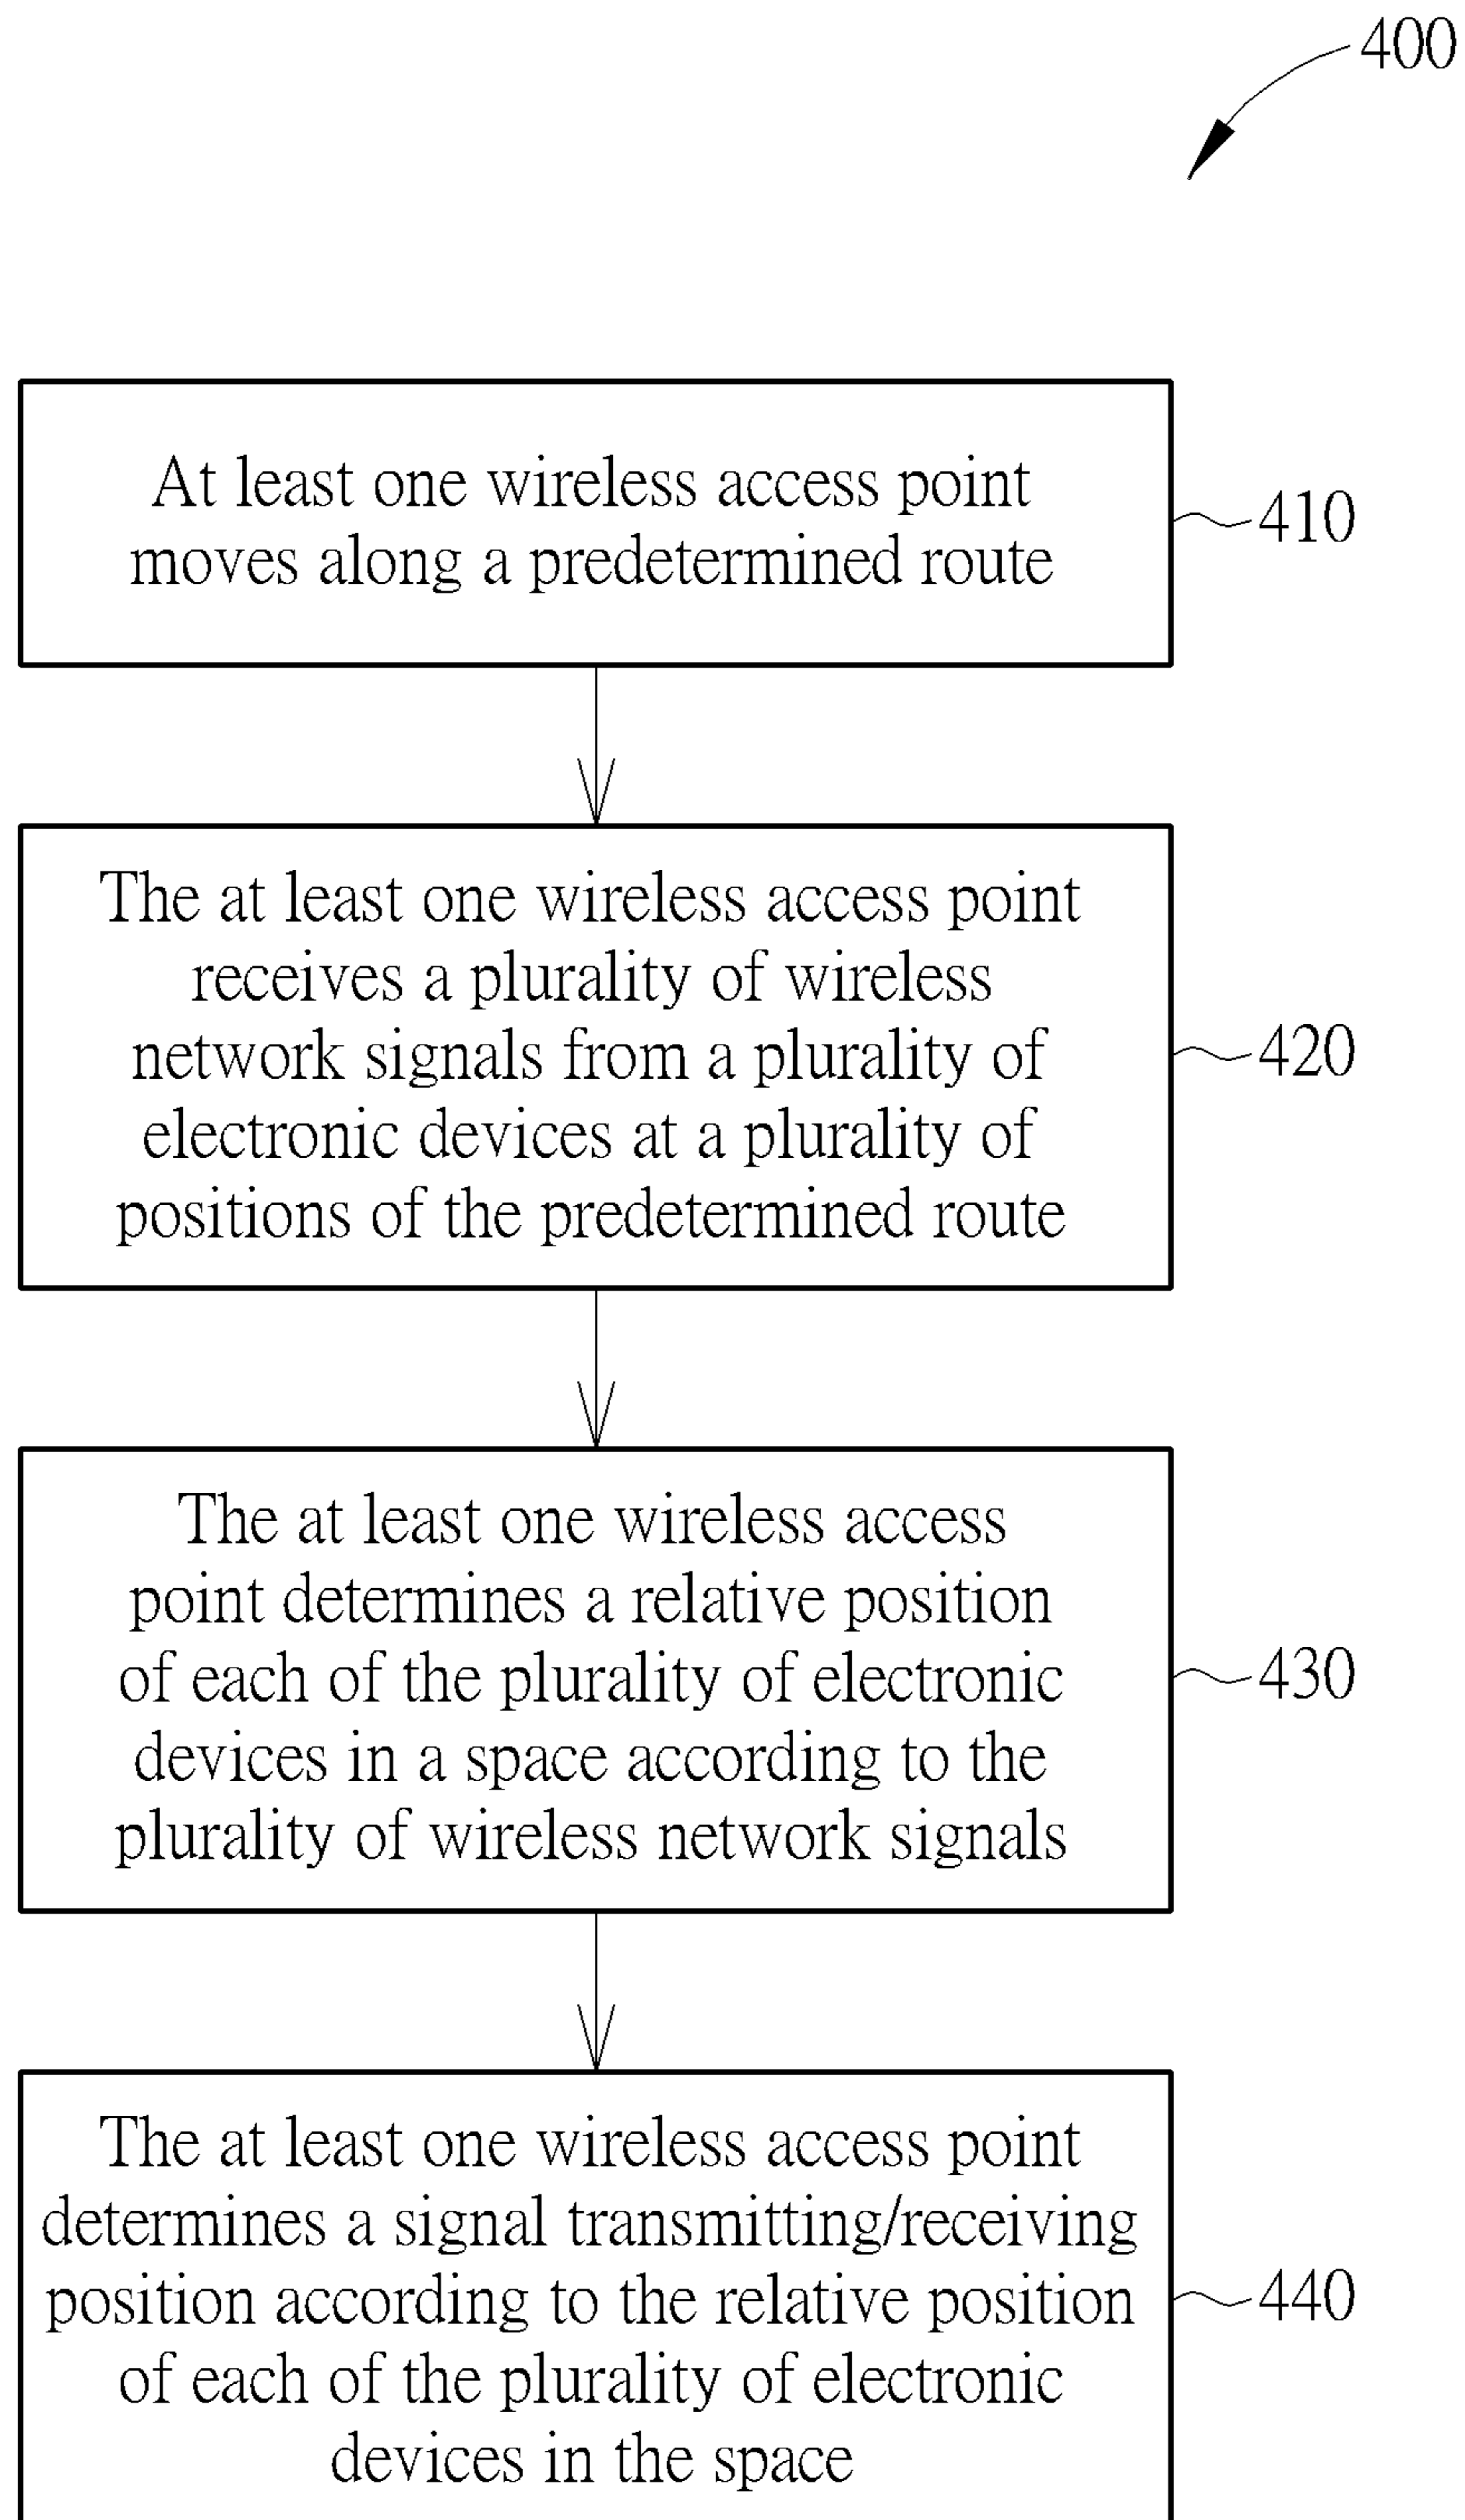 400
At least one wireless access point
moves along a predetermined route
410
The at least one wireless access point
receives a plurality of wireless
network signals from a plurality of
electronic devices at a plurality of
positions of the predetermined route
420
The at least one wireless access
point determines a relative position
of each of the plurality of electronic
devices in a space according to the
plurality of wireless network signals
430
The at least one wireless access point
determines a signal transmitting/receiving
position according to the relative position
of each of the plurality of electronic
devices in the space
440